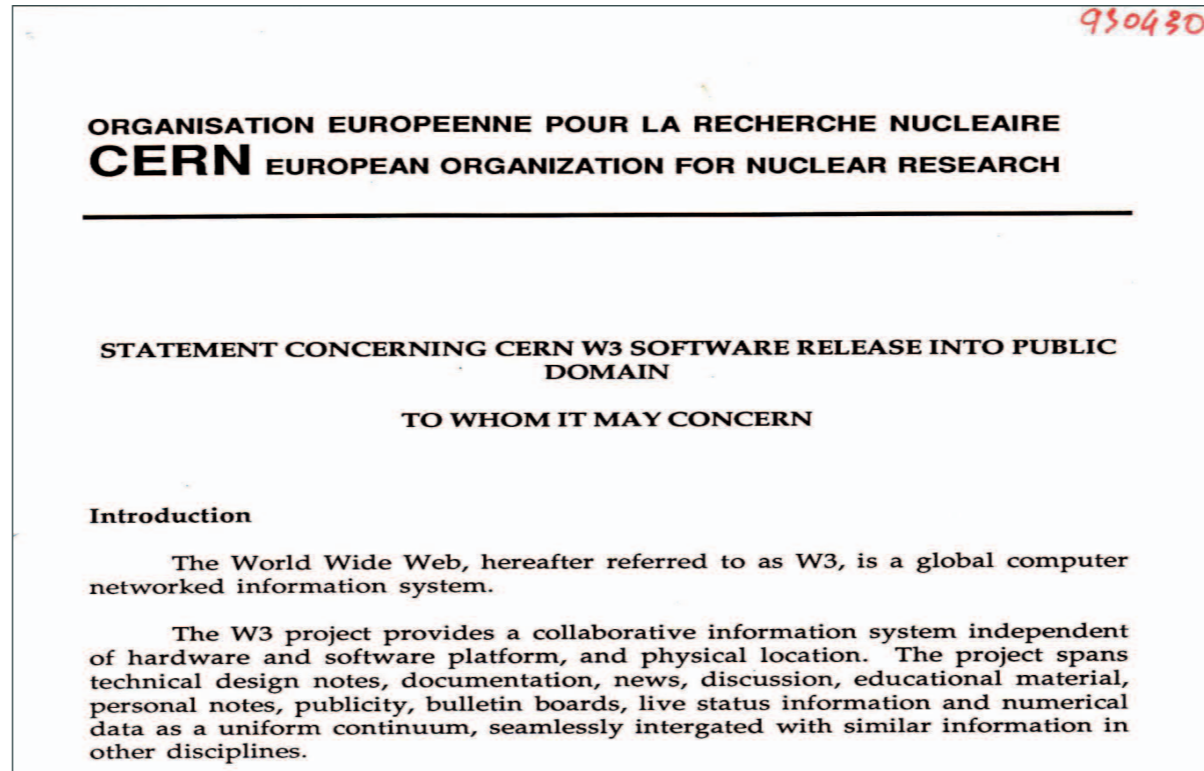 930430
ORGANISATION EUROPEENNE POUR LA RECHERCHE NUCLEAIRE
CERN EUROPEAN ORGANIZATION FOR NUCLEAR RESEARCH
STATEMENT CONCERNING CERN W3 SOFTWARE RELEASE INTO PUBLIC
DOMAIN
TO WHOM IT MAY CONCERN
Introduction
The World Wide Web, hereafter referred to as W3, is a global computer
networked information system.
The W3 project provides a collaborative information system independent
of hardware and software platform, and physical location. The project spans
technical design notes, documentation, news, discussion, educational material,
personal notes, publicity, bulletin boards, live status information and numerical
data as a uniform continuum, seamlessly intergated with similar information in
other disciplines.